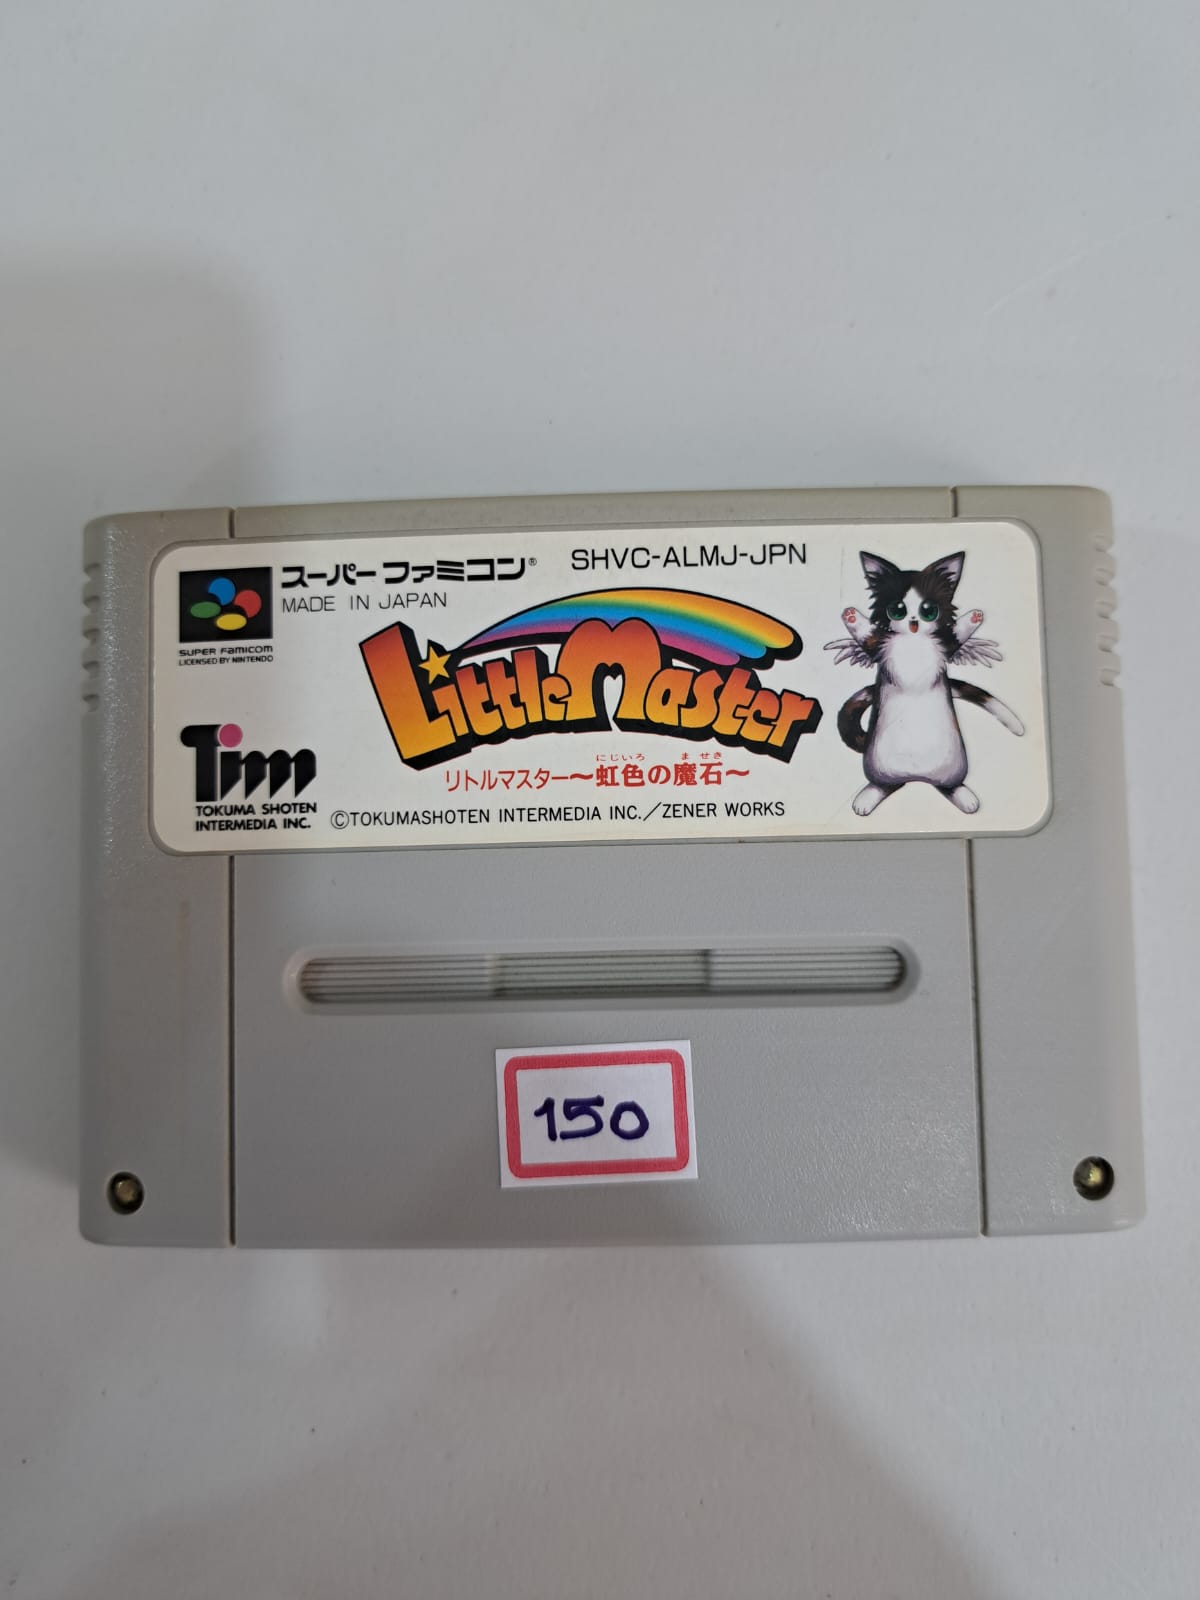 スーパーファミコン® SHVC-ALMJ-JPN
MADE IN JAPAN
SUPER FAMICOM
LICENSED BY NINTENDO
Little Master
にじいろ ませき
リトルマスター〜虹色の魔石〜
Tim
TOKUMA SHOTEN
INTERMEDIA INC.
©TOKUMASHOTEN INTERMEDIA INC./ZENER WORKS
150